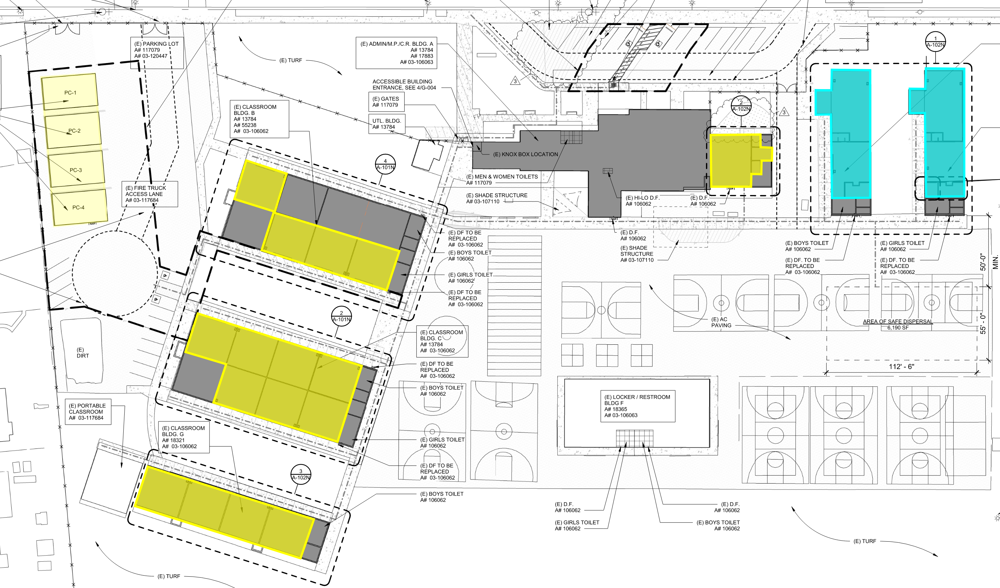 (E) PARKING LOT
A# 117079
A# 03-120447
(E) TURF
(E) ADMIN/M.P./C.R. BLDG. A
A# 13784
A# 17883
A# 03-106063
ACCESSIBLE BUILDING
ENTRANCE, SEE 4/G-004
(E) GATES
A# 117079
UTL. BLDG.
A# 13784
(E) CLASSROOM
BLDG. B
A# 13784
A# 55238
A#  03-106062
3
3
1
A-102N
2
A-102N
PC-1
PC-2
PC-3
PC-4
(E) FIRE TRUCK
ACCESS LANE
A# 03-117684
4
A-101N
(E) KNOX BOX LOCATION
(E) MEN & WOMEN TOILETS
A# 117079
(E) SHADE STRUCTURE
A# 03-107110
(E) HI-LO D.F.
A# 106062
(E) D.F.
A# 106062
(E) DF TO BE
REPLACED
A#  03-106062
(E) BOYS TOILET
A# 106062
(E) GIRLS TOILET
A# 106062
(E) DF TO BE
REPLACED
A#  03-106062
(E) D.F.
A# 106062
(E) SHADE
STRUCTURE
A# 03-107110
(E) BOYS TOILET
A# 106062
(E) DF. TO BE
REPLACED
A#  03-106062
(E) GIRLS TOILET
A# 106062
(E) DF. TO BE
REPLACED
A#  03-106062
50'-0"
MIN.
2
A-101N
(E) AC
PAVING
AREA OF SAFE DISPERSAL
6,190 SF
55' - 0"
112' - 6"
(E)
DIRT
(E) CLASSROOM
BLDG. C
A# 13784
A#  03-106062
(E) DF TO BE
REPLACED
A#  03-106062
(E) BOYS TOILET
A# 106062
(E) GIRLS TOILET
A# 106062
(E) DF TO BE
REPLACED
A#  03-106062
(E) BOYS TOILET
A# 106062
(E) LOCKER / RESTROOM
BLDG F
A# 18365
A# 03-106063
(E) PORTABLE
CLASSROOM
A#  03-117684
(E) CLASSROOM
BLDG. G
A# 18321
A#  03-106062
3
A-102N
(E) D.F.
A# 106062
(E) GIRLS TOILET
A# 106062
(E) D.F.
A# 106062
(E) BOYS TOILET
A# 106062
(E) TURF
(E) TURF